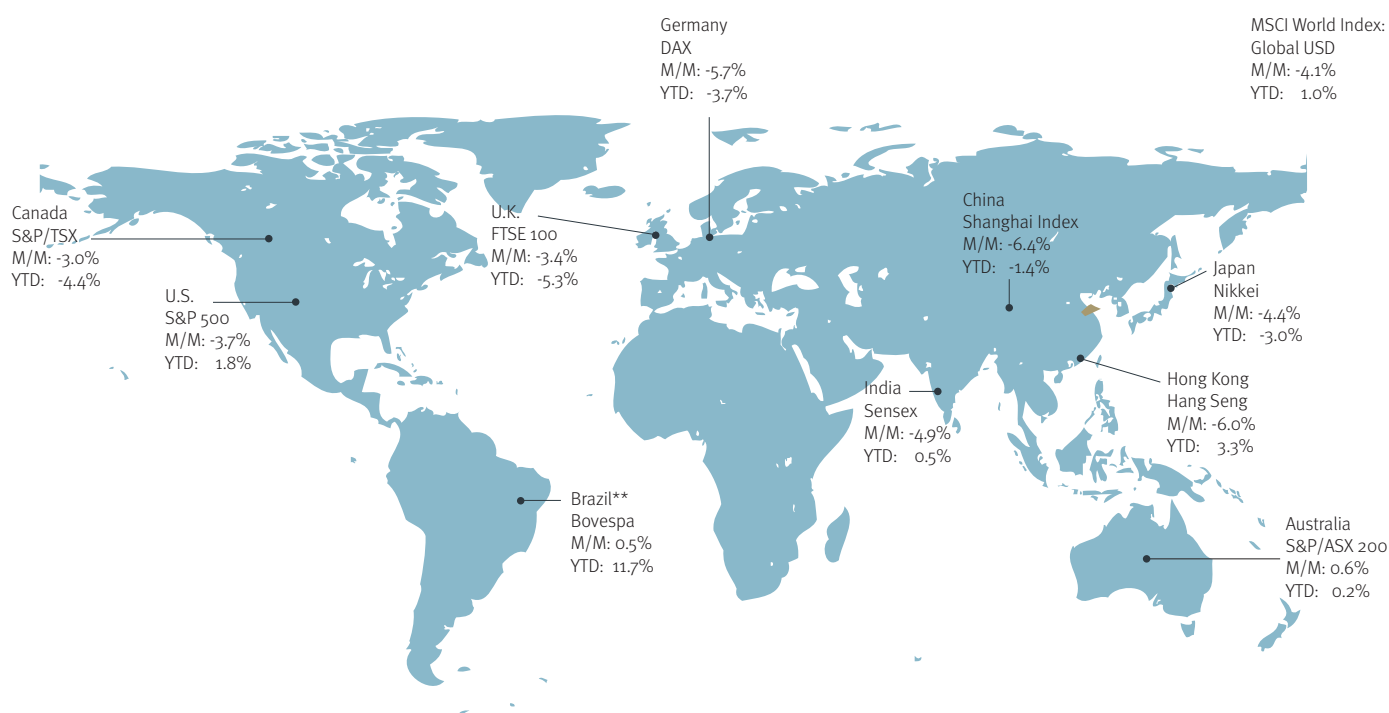 Germany
DAX
M/M: -5.7%
YTD: -3.7%
MSCI World Index:
Global USD
M/M: -4.1%
YTD: 1.0%
Canada
S&P/TSX
M/M: -3.0%
YTD: -4.4%
U.S.
S&P 500
M/M: -3.7%
YTD: 1.8%
U.K.
FTSE 100
M/M: -3.4%
YTD: -5.3%
China
Shanghai Index
M/M: -6.4%
YTD: -1.4%
Japan
Nikkei
M/M: -4.4%
YTD: -3.0%
India
Sensex
M/M: -4.9%
YTD: 0.5%
Hong Kong
Hang Seng
M/M: -6.0%
YTD: 3.3%
Brazil**
Bovespa
M/M: 0.5%
YTD: 11.7%
Australia
S&P/ASX 200
M/M: 0.6%
YTD: 0.2%